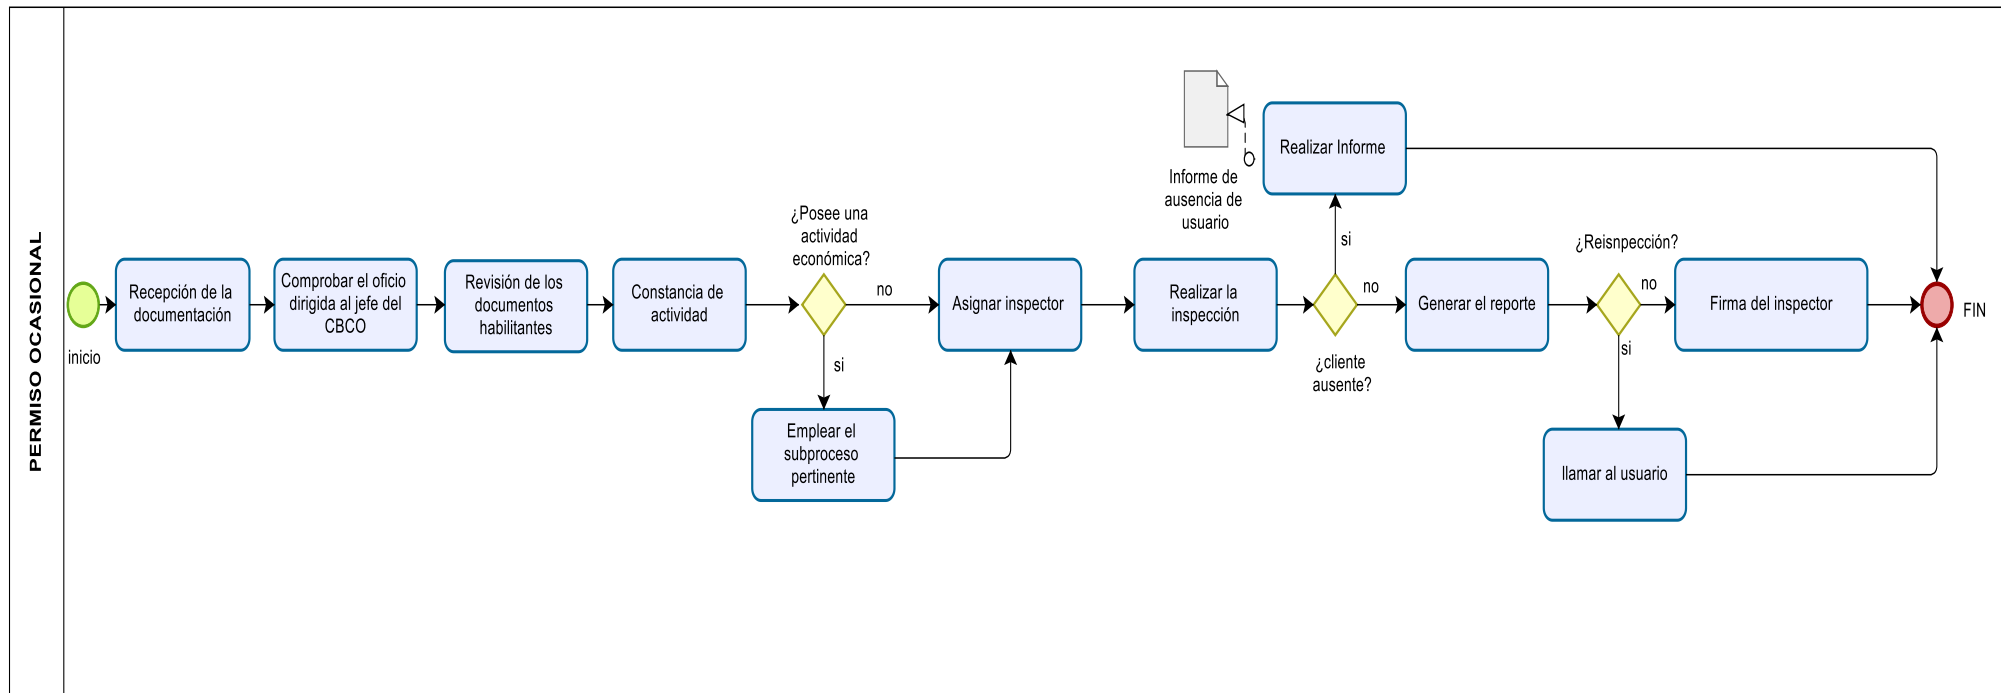 PERMISO OCASIONAL
inicio
Recepción de la
documentación
Comprobar el oficio
dirigida al jefe del
CBCO
Revisión de los
documentos
habilitantes
Constancia de
actividad
¿Posee una
actividad
económica?
no
si
Emplear el
subproceso
pertinente
Asignar inspector
Realizar la
inspección
Informe de
ausencia de
usuario
Realizar Informe
si
no
¿cliente
ausente?
Generar el reporte
¿Reisnpección?
no
si
Firma del inspector
llamar al usuario
FIN